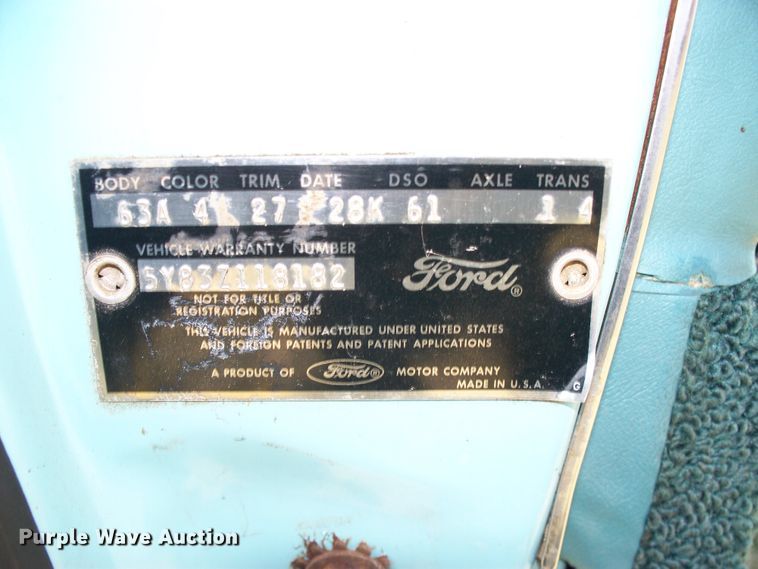 BODY COLOR TRIM DATE DSO AXLE TRANS
63A 4 27 28K 61 1 4
VEHICLE WARRANTY NUMBER
5Y83Z118182
Ford
NOT FOR TITLE OR
REGISTRATION PURPOSES
THIS VEHICLE IS MANUFACTURED UNDER UNITED STATES
AND FOREIGN PATENTS AND PATENT APPLICATIONS
A PRODUCT OF Ford MOTOR COMPANY
MADE IN U.S.A. G
Purple Wave Auction